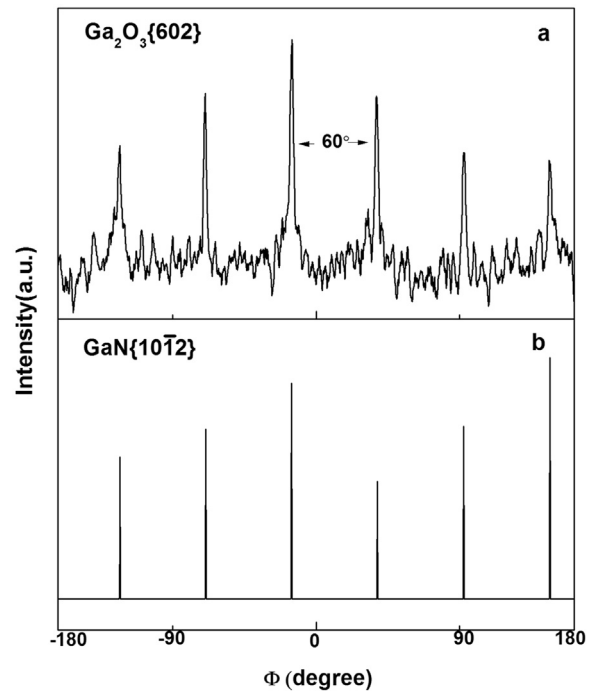 Ga₂O₃{602}
a
60°
Intensity(a.u.)
GaN{101̅2}
b
-180 -90 0 90 180
Φ (degree)